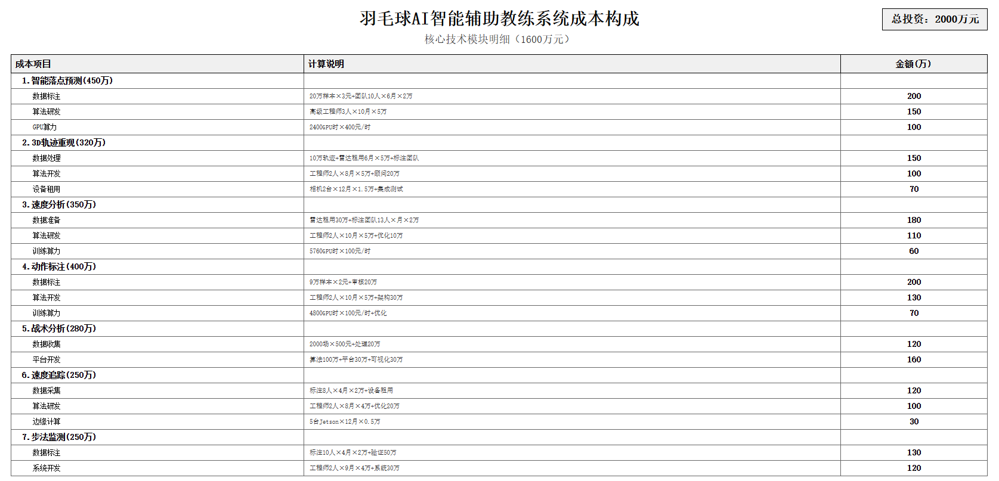 羽毛球AI智能辅助教练系统成本构成
总投资：2000万元
核心技术模块明细（1600万元）
成本项目 计算说明 金额(万)
1.智能落点预测(450万)
数据标注 20万样本×3元+团队10人×6月×2万 200
算法研发 高级工程师3人×10月×5万 150
GPU算力 2400GPU时×400元/时 100
2.3D轨迹重现(320万)
数据处理 10万轨迹+雷达租用6月×5万+标注团队 150
算法开发 工程师2人×8月×5万+顾问20万 100
设备租用 相机2台×12月×1.5万+集成测试 70
3.速度分析(350万)
数据准备 雷达租用30万+标注团队13人×月×2万 180
算法研发 工程师2人×10月×5万+优化10万 110
训练算力 5760GPU时×100元/时 60
4.动作标注(400万)
数据标注 9万样本×2元+审核20万 200
算法开发 工程师2人×10月×5万+架构30万 130
训练算力 4800GPU时×100元/时+优化 70
5.战术分析(280万)
数据收集 2000场×500元+处理20万 120
平台开发 算法100万+平台30万+可视化30万 160
6.速度追踪(250万)
数据采集 标注8人×4月×2万+设备租用 120
算法研发 工程师2人×8月×4万+优化20万 100
边缘计算 5台Jetson×12月×0.5万 30
7.步法监测(250万)
数据标注 标注10人×4月×2万+验证50万 130
系统开发 工程师2人×9月×4万+系统30万 120